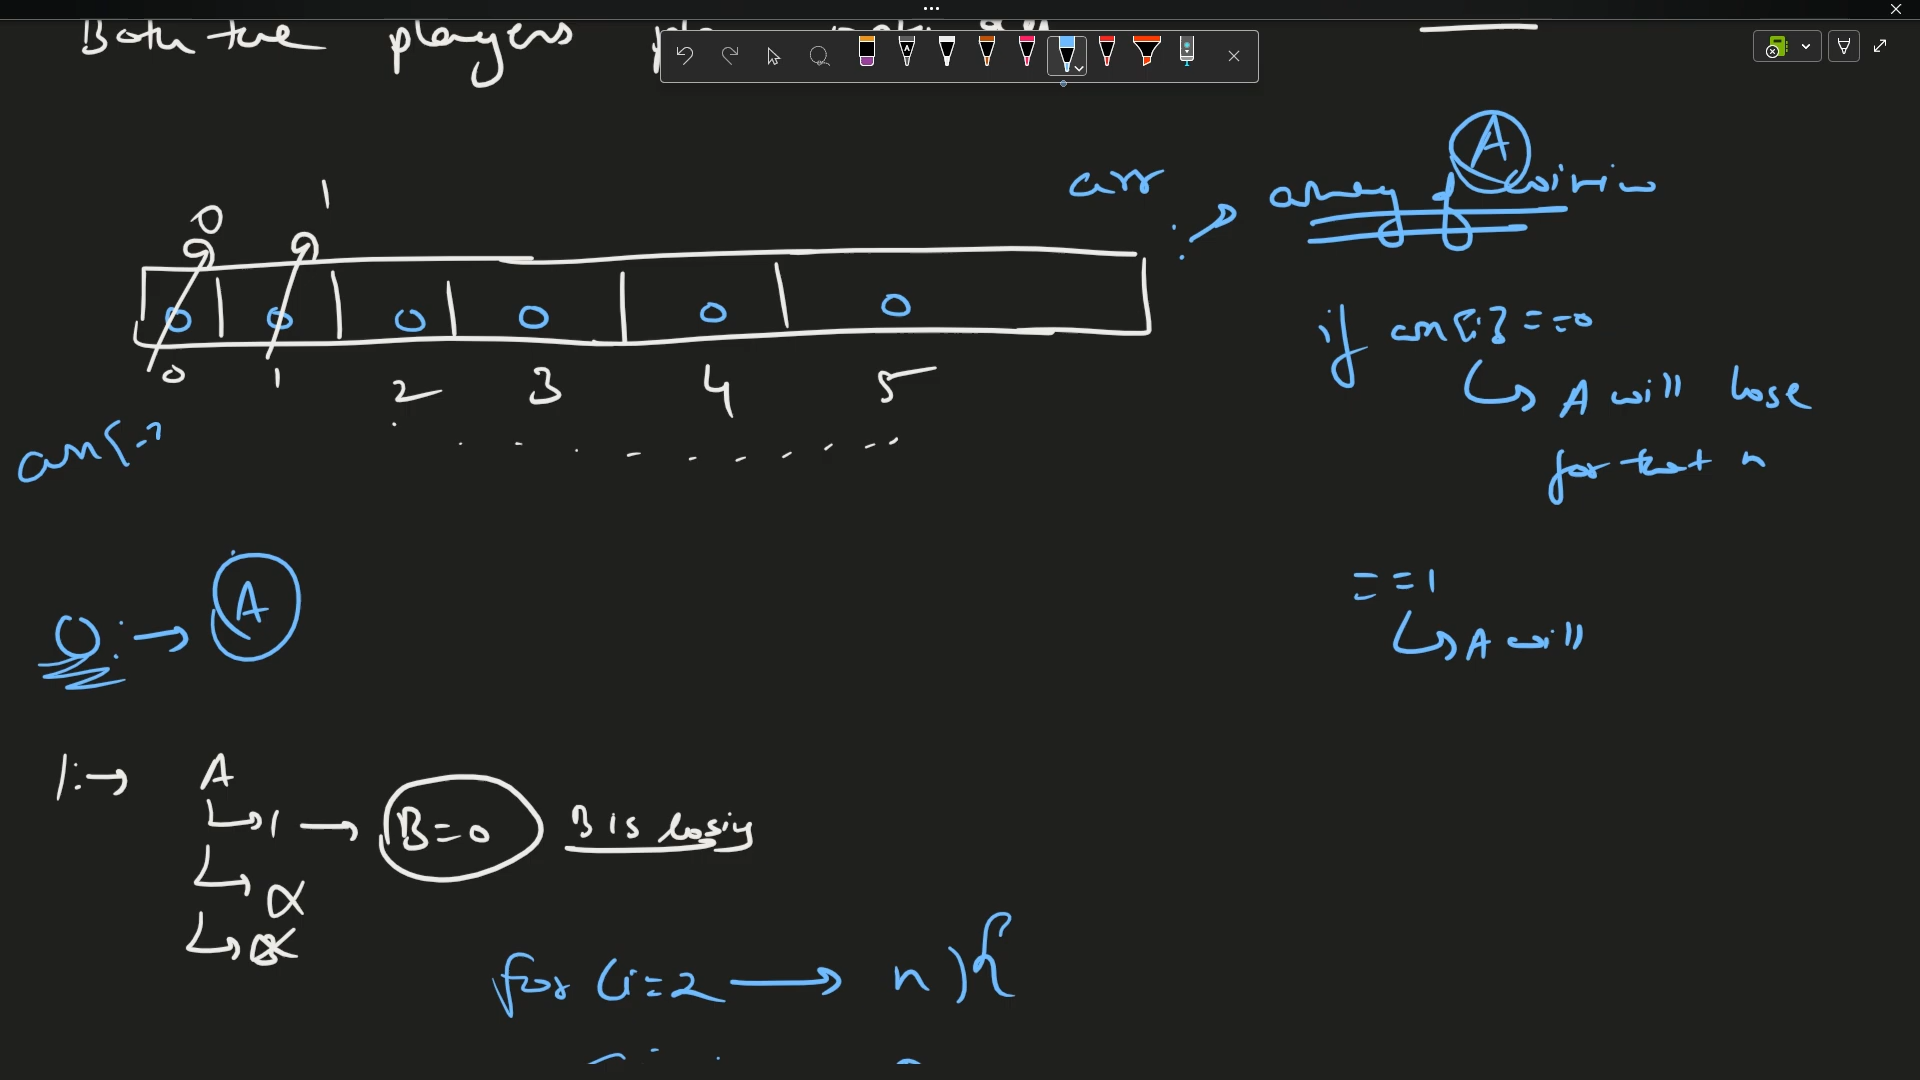 Both the players
arr
array of A winning
0 1
0 0 0 0 0 0
0 1 2 3 4 5
if arr[i] == 0
A will lose
for that n
== 1
A will
0 : → A
1 : → A
1 → B = 0 B is losing
for (i = 2 → n) {